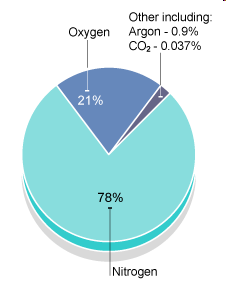 Other including:
Argon - 0.9%
CO₂ - 0.037%
Oxygen
21%
78%
Nitrogen